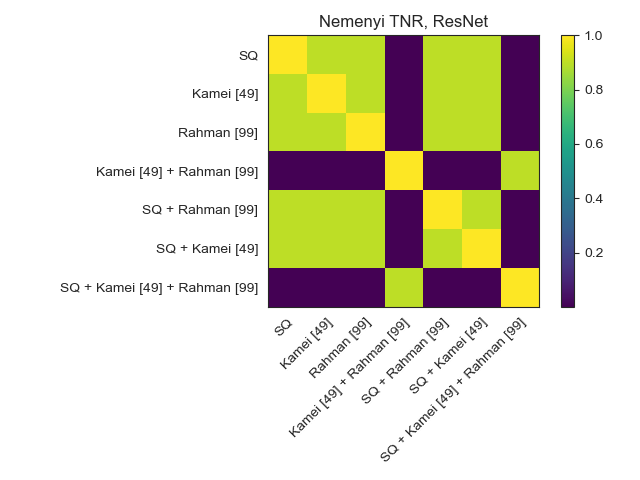 Nemenyi TNR, ResNet
SQ
Kamei [49]
Rahman [99]
Kamei [49] + Rahman [99]
SQ + Rahman [99]
SQ + Kamei [49]
SQ + Kamei [49] + Rahman [99]
SQ
Kamei [49]
Rahman [99]
Kamei [49] + Rahman [99]
SQ + Rahman [99]
SQ + Kamei [49]
SQ + Kamei [49] + Rahman [99]
1.0
0.8
0.6
0.4
0.2